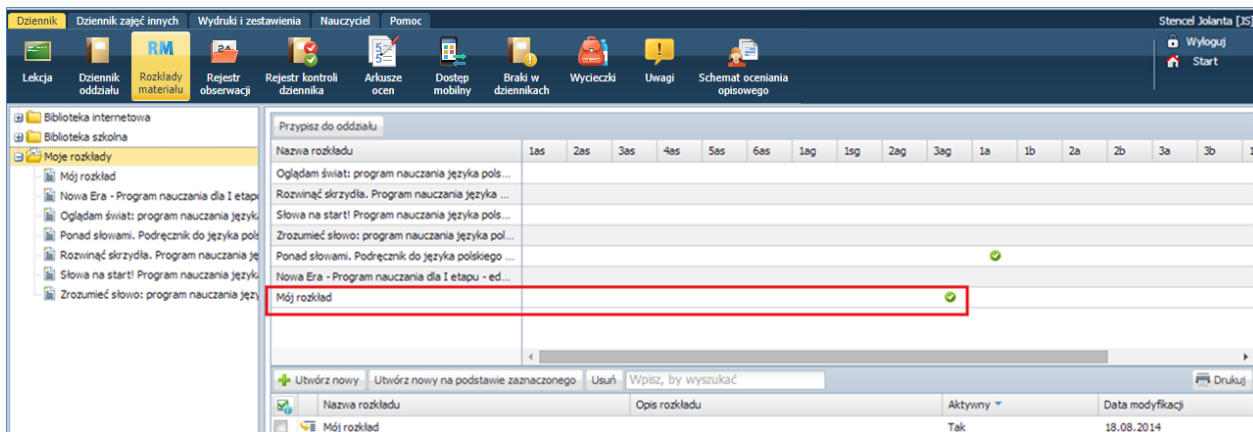 Dziennik Dziennik zajęć innych Wydruki i zestawienia Nauczyciel Pomoc Stencel Jolanta [JS]
RM Wyloguj
Start
Lekcja Dziennik oddziału Rozkłady materiału Rejestr obserwacji Rejestr kontroli dziennika Arkusze ocen Dostęp mobilny Braki w dziennikach Wycieczki Uwagi Schemat oceniania opisowego
Biblioteka internetowa
Biblioteka szkolna
Moje rozkłady
Mój rozkład
Nowa Era - Program nauczania dla I etapu
Oglądam świat: program nauczania języka
Ponad słowami. Podręcznik do języka pols
Rozwinąć skrzydła. Program nauczania ję
Słowa na start! Program nauczania języka
Zrozumieć słowo: program nauczania języ
Przypisz do oddziału
Nazwa rozkładu 1as 2as 3as 4as 5as 6as 1ag 1sg 2ag 3ag 1a 1b 2a 2b 3a 3b 1
Oglądam świat: program nauczania języka pols...
Rozwinąć skrzydła. Program nauczania języka ...
Słowa na start! Program nauczania języka pols...
Zrozumieć słowo: program nauczania języka pol...
Ponad słowami. Podręcznik do języka polskiego ...
Nowa Era - Program nauczania dla I etapu - ed...
Mój rozkład
Utwórz nowy Utwórz nowy na podstawie zaznaczonego Usuń Wpisz, by wyszukać Drukuj
Nazwa rozkładu Opis rozkładu Aktywny Data modyfikacji
Mój rozkład Tak 18.08.2014